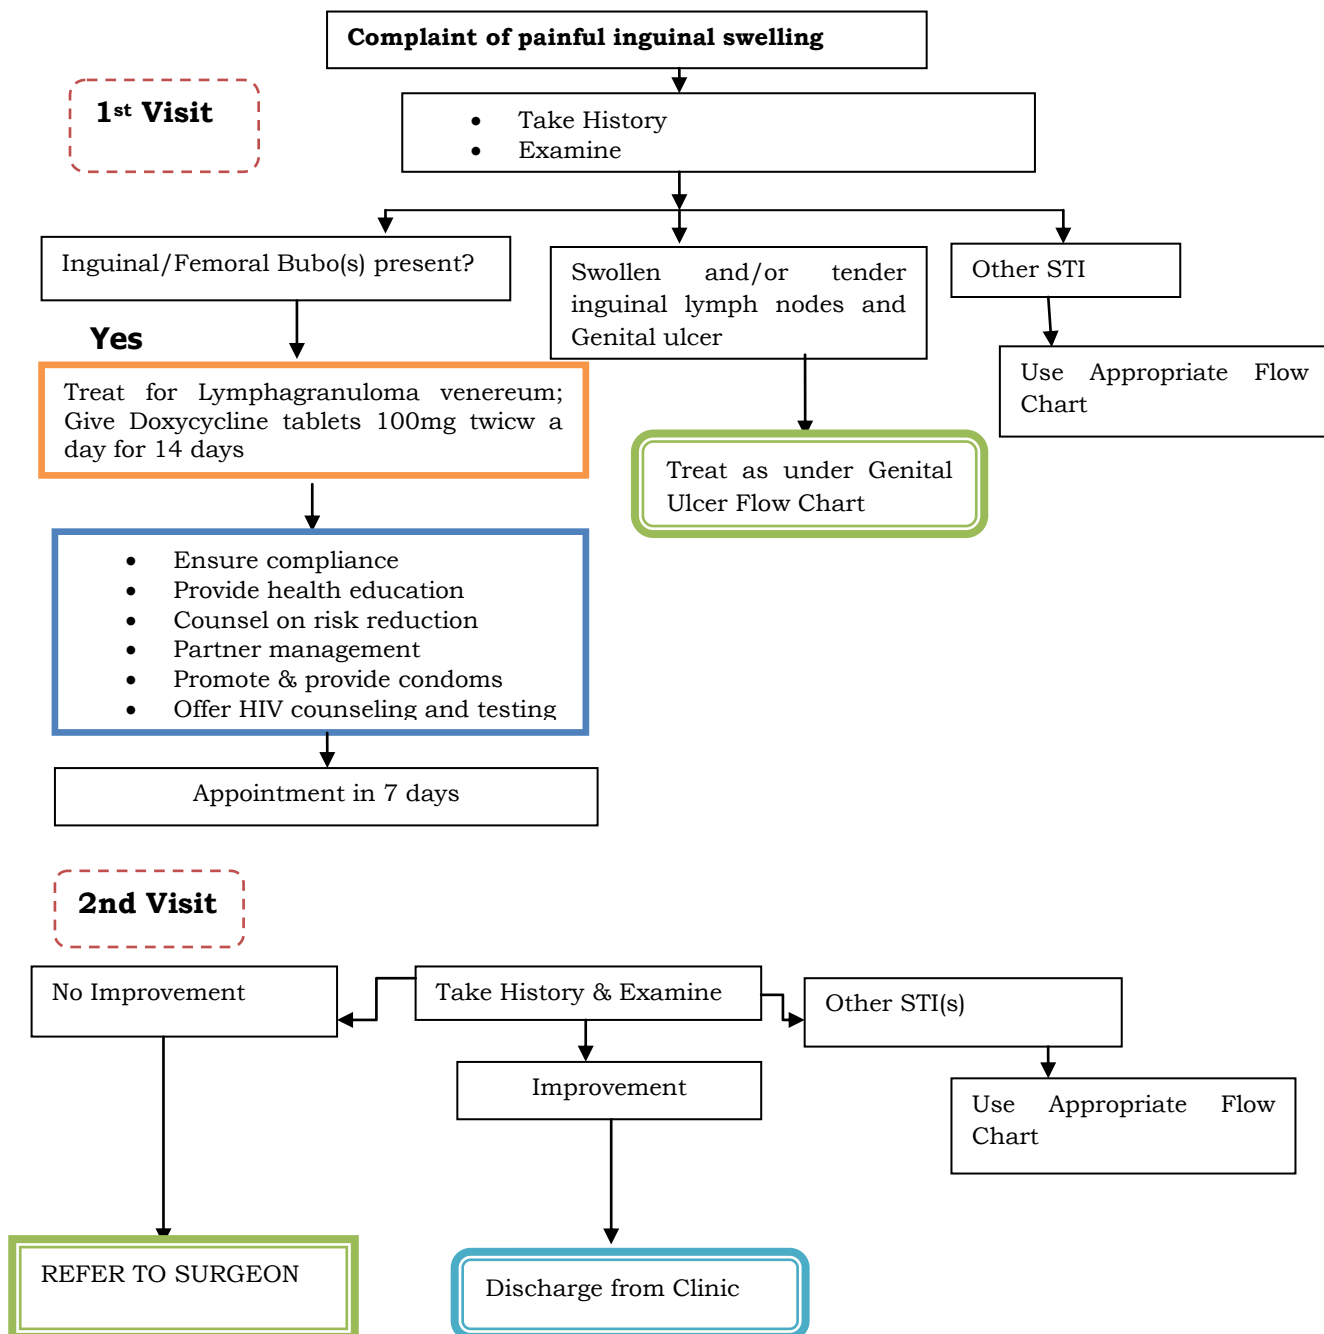 Complaint of painful inguinal swelling
1st Visit
• Take History
• Examine
Inguinal/Femoral Bubo(s) present?
Swollen and/or tender
inguinal lymph nodes and
Genital ulcer
Other STI
Yes
Use Appropriate Flow
Chart
Treat for Lymphagranuloma venereum;
Give Doxycycline tablets 100mg twicw a
day for 14 days
Treat as under Genital
Ulcer Flow Chart
• Ensure compliance
• Provide health education
• Counsel on risk reduction
• Partner management
• Promote & provide condoms
• Offer HIV counseling and testing
Appointment in 7 days
2nd Visit
No Improvement
Take History & Examine
Other STI(s)
Improvement
Use Appropriate Flow
Chart
REFER TO SURGEON
Discharge from Clinic